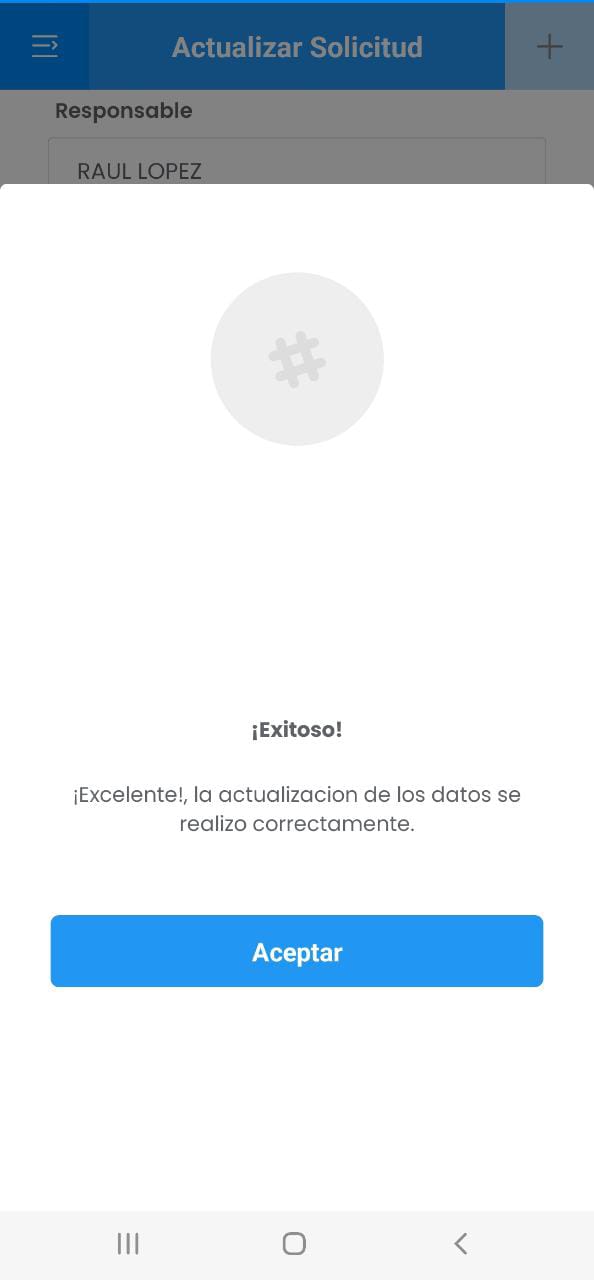 Actualizar Solicitud
Responsable
RAUL LOPEZ
¡Exitoso!
¡Excelente!, la actualizacion de los datos se
realizo correctamente.
Aceptar